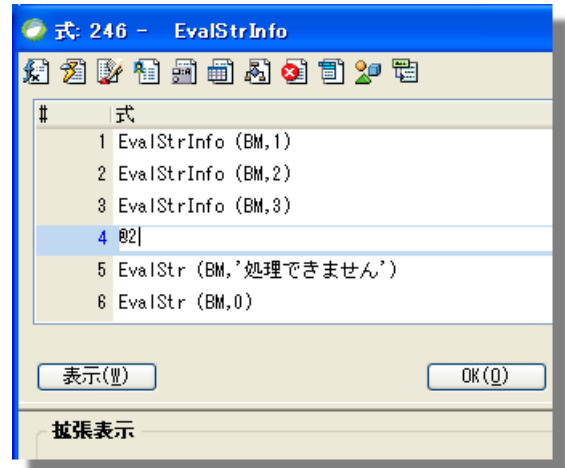 式: 246 - EvalStrInfo
# 式
1 EvalStrInfo (BM,1)
2 EvalStrInfo (BM,2)
3 EvalStrInfo (BM,3)
4 @2
5 EvalStr (BM,'処理できません')
6 EvalStr (BM,0)
表示(W) OK(O)
拡張表示